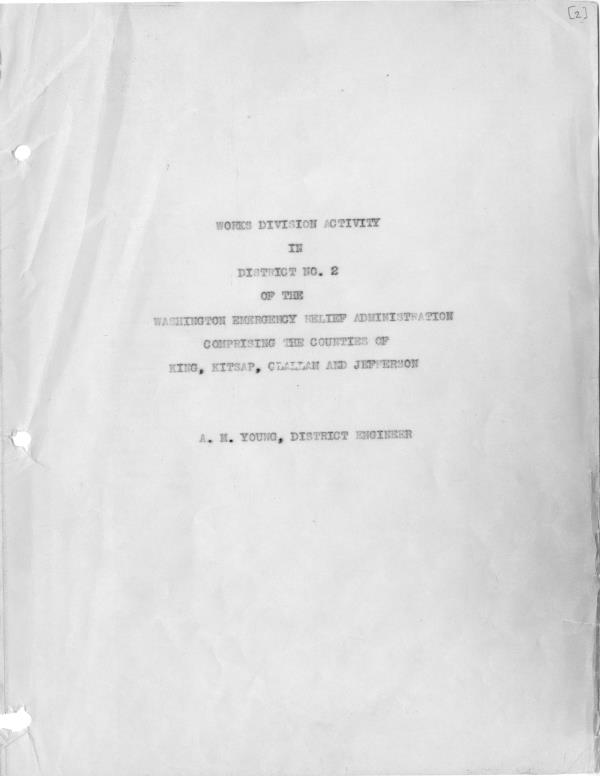 [2]
WORKS DIVISION ACTIVITY
IN
DISTRICT NO. 2
OF THE
WASHINGTON EMERGENCY RELIEF ADMINISTRATION
COMPRISING THE COUNTIES OF
KING, KITSAP, CLALLAM AND JEFFERSON
A. M. YOUNG, DISTRICT ENGINEER